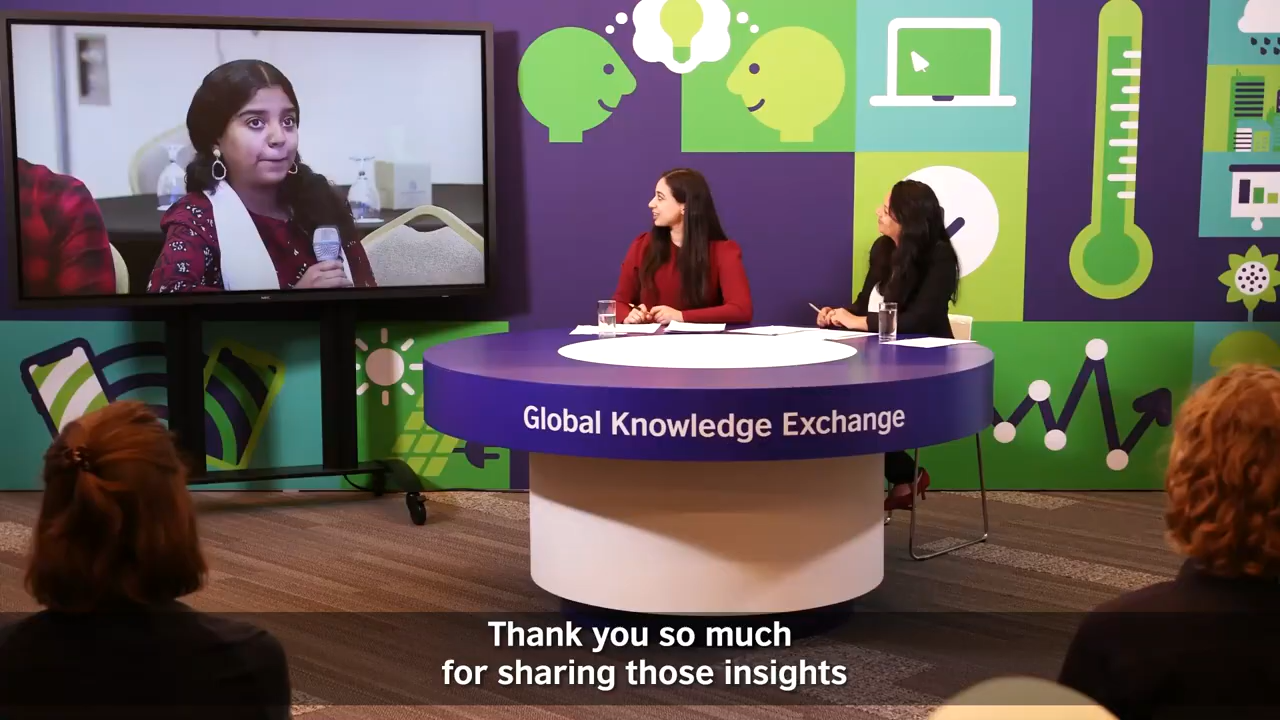 Global Knowledge Exchange
Thank you so much
for sharing those insights